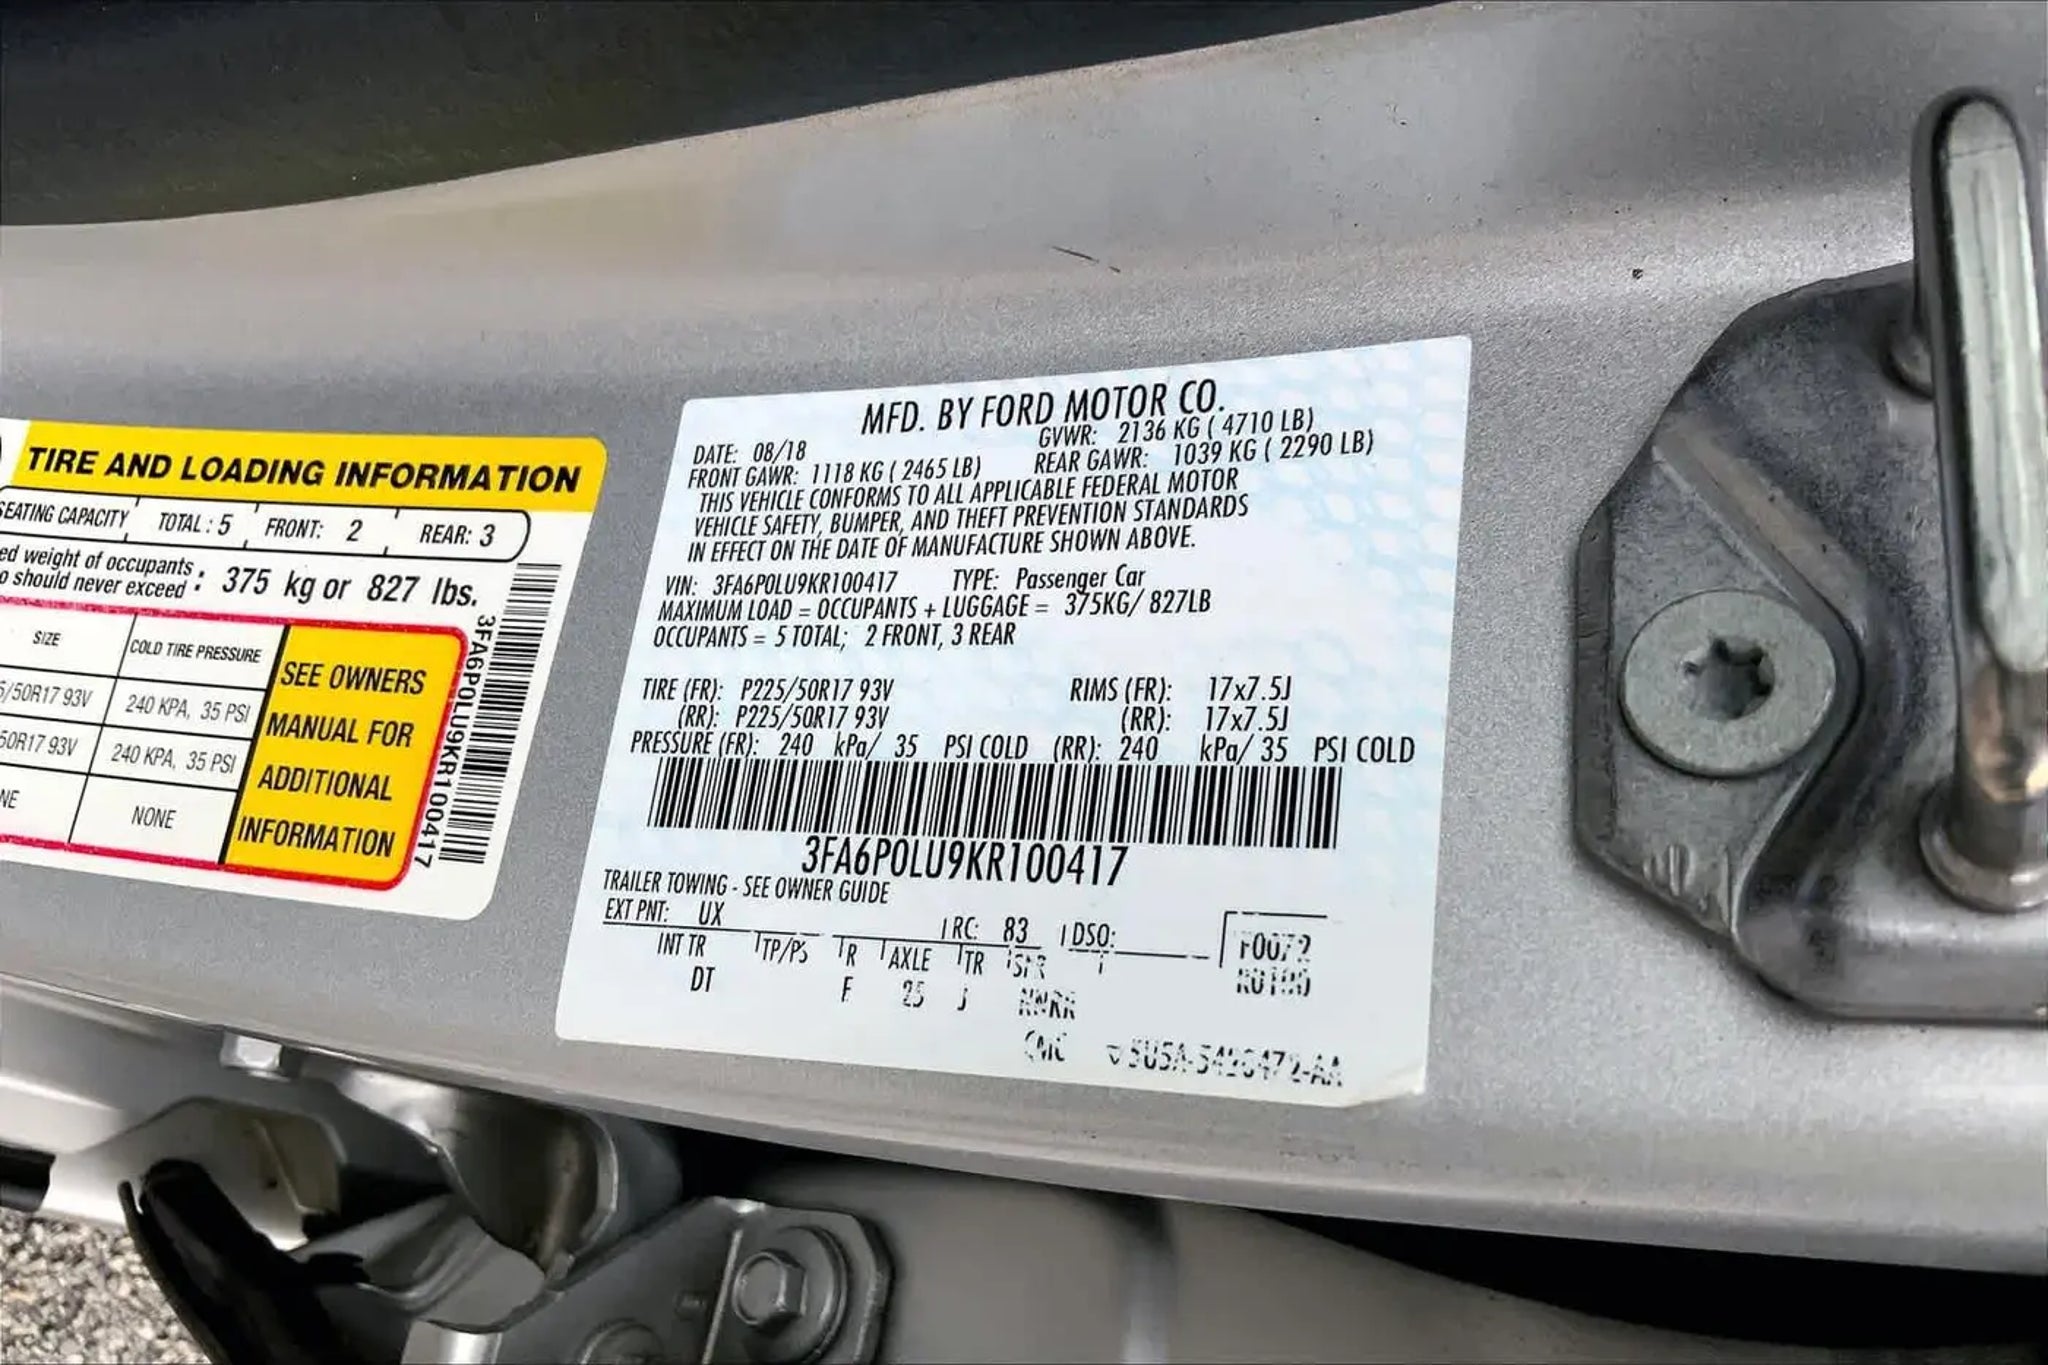 TIRE AND LOADING INFORMATION
SEATING CAPACITY TOTAL : 5 FRONT: 2 REAR: 3
weight of occupants
should never exceed : 375 kg or 827 lbs.
SIZE COLD TIRE PRESSURE
/50R17 93V 240 KPA, 35 PSI
50R17 93V 240 KPA, 35 PSI
NONE
SEE OWNERS
MANUAL FOR
ADDITIONAL
INFORMATION
3FA6P0LU9KR100417
MFD. BY FORD MOTOR CO.
DATE: 08/18 GVWR: 2136 KG ( 4710 LB)
FRONT GAWR: 1118 KG ( 2465 LB) REAR GAWR: 1039 KG ( 2290 LB)
THIS VEHICLE CONFORMS TO ALL APPLICABLE FEDERAL MOTOR
VEHICLE SAFETY, BUMPER, AND THEFT PREVENTION STANDARDS
IN EFFECT ON THE DATE OF MANUFACTURE SHOWN ABOVE.
VIN: 3FA6P0LU9KR100417 TYPE: Passenger Car
MAXIMUM LOAD = OCCUPANTS + LUGGAGE = 375KG/ 827LB
OCCUPANTS = 5 TOTAL; 2 FRONT, 3 REAR
TIRE (FR): P225/50R17 93V RIMS (FR): 17x7.5J
(RR): P225/50R17 93V (RR): 17x7.5J
PRESSURE (FR): 240 kPa/ 35 PSI COLD (RR): 240 kPa/ 35 PSI COLD
3FA6P0LU9KR100417
TRAILER TOWING - SEE OWNER GUIDE
EXT PNT: UX RC: 83 DSO:
INT TR TP/PS R AXLE TR SPR
DT F 25 J